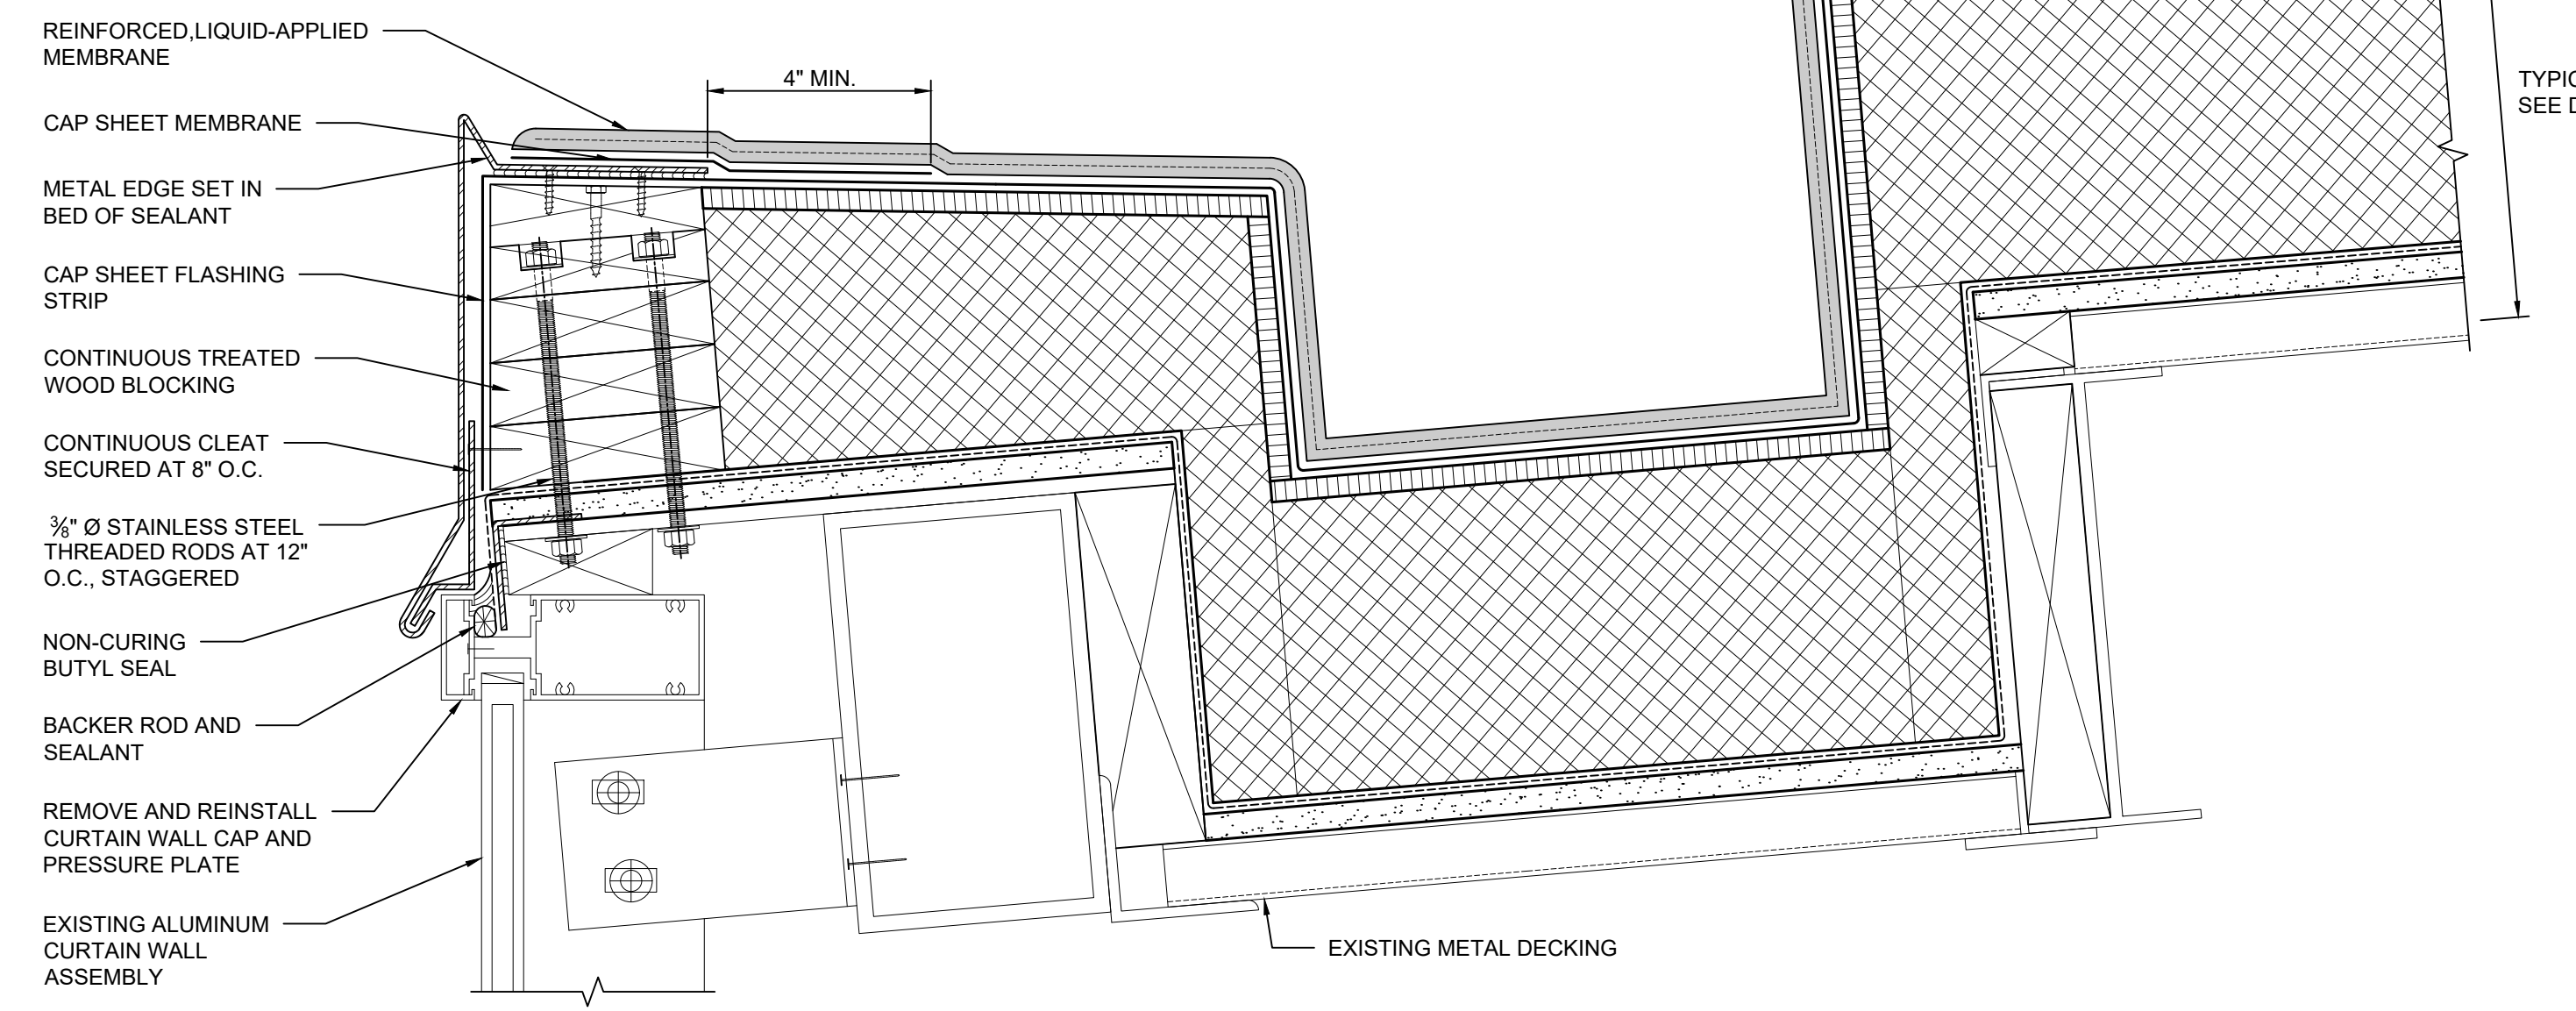 REINFORCED,LIQUID-APPLIED
MEMBRANE
4" MIN.
CAP SHEET MEMBRANE
METAL EDGE SET IN
BED OF SEALANT
CAP SHEET FLASHING
STRIP
CONTINUOUS TREATED
WOOD BLOCKING
CONTINUOUS CLEAT
SECURED AT 8" O.C.
⅜" Ø STAINLESS STEEL
THREADED RODS AT 12"
O.C., STAGGERED
NON-CURING
BUTYL SEAL
BACKER ROD AND
SEALANT
REMOVE AND REINSTALL
CURTAIN WALL CAP AND
PRESSURE PLATE
EXISTING ALUMINUM
CURTAIN WALL
ASSEMBLY
EXISTING METAL DECKING
TYPIC
SEE D